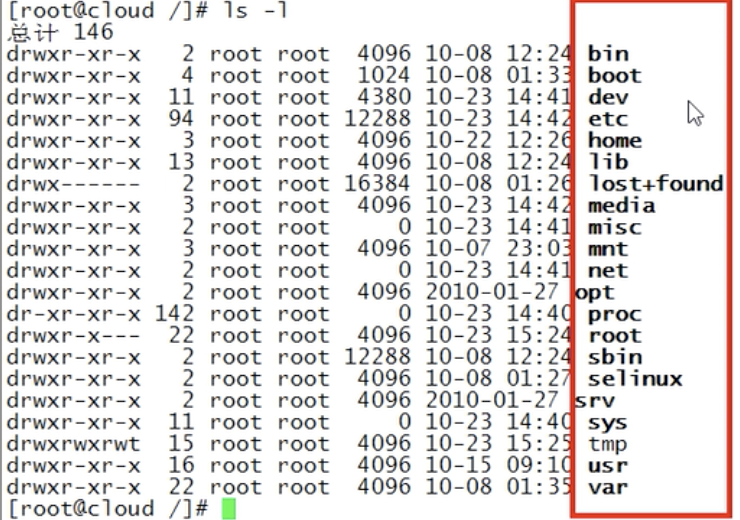 [root@cloud /]# ls -l
总计 146
drwxr-xr-x 2 root root 4096 10-08 12:24 bin
drwxr-xr-x 4 root root 1024 10-08 01:33 boot
drwxr-xr-x 11 root root 4380 10-23 14:41 dev
drwxr-xr-x 94 root root 12288 10-23 14:42 etc
drwxr-xr-x 3 root root 4096 10-22 12:26 home
drwxr-xr-x 13 root root 4096 10-08 12:24 lib
drwx------ 2 root root 16384 10-08 01:26 lost+found
drwxr-xr-x 3 root root 4096 10-23 14:42 media
drwxr-xr-x 2 root root 0 10-23 14:41 misc
drwxr-xr-x 3 root root 4096 10-07 23:03 mnt
drwxr-xr-x 2 root root 0 10-23 14:41 net
drwxr-xr-x 2 root root 4096 2010-01-27 opt
dr-xr-xr-x 142 root root 0 10-23 14:40 proc
drwxr-x--- 22 root root 4096 10-23 15:24 root
drwxr-xr-x 2 root root 12288 10-08 12:24 sbin
drwxr-xr-x 2 root root 4096 10-08 01:27 selinux
drwxr-xr-x 2 root root 4096 2010-01-27 srv
drwxr-xr-x 11 root root 0 10-23 14:40 sys
drwxrwxrwt 15 root root 4096 10-23 15:25 tmp
drwxr-xr-x 16 root root 4096 10-15 09:10 usr
drwxr-xr-x 22 root root 4096 10-08 01:35 var
[root@cloud /]#